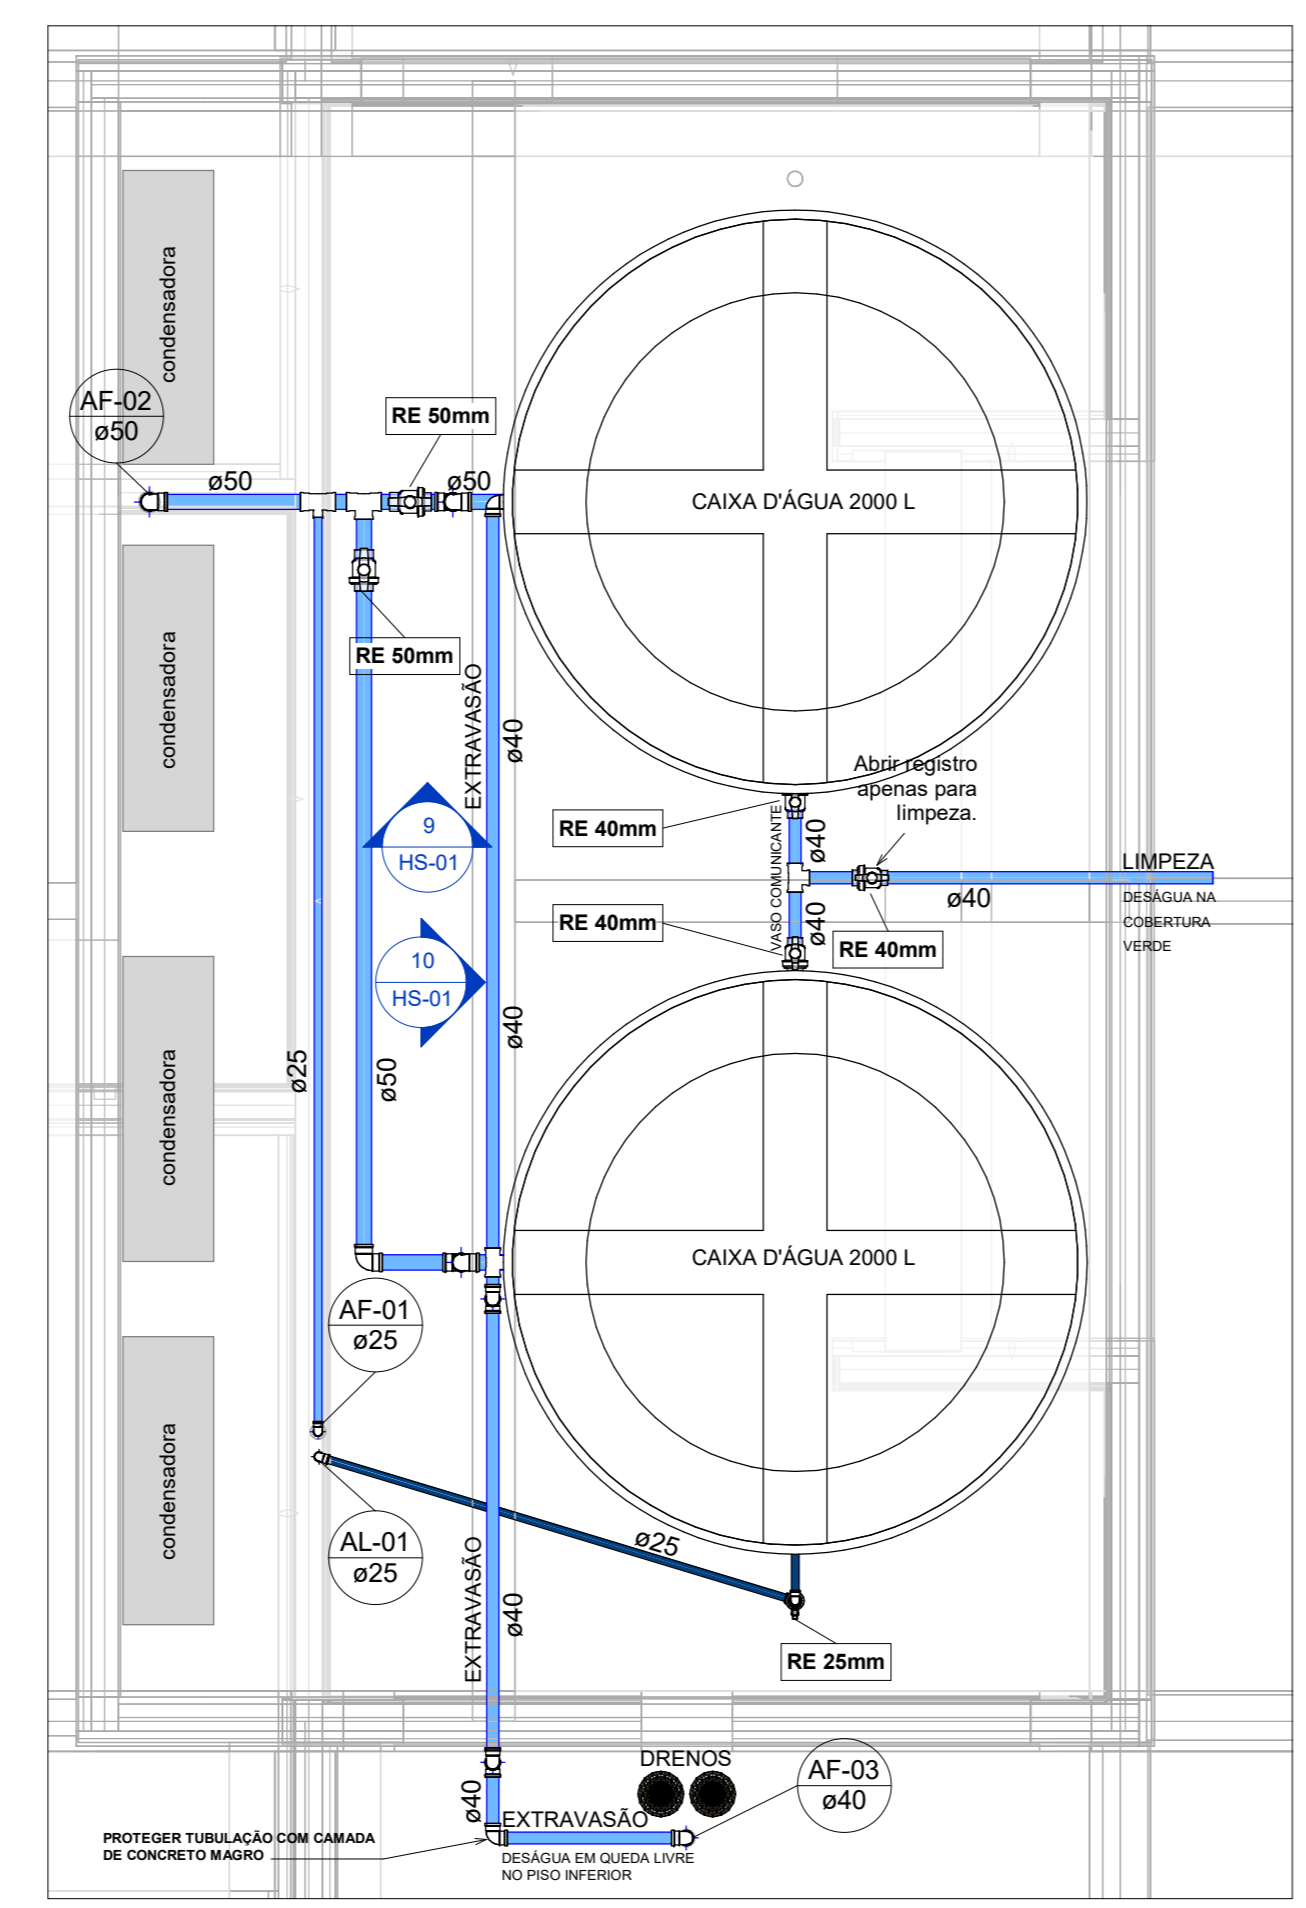 condensadora
AF-02
ø50
RE 50mm
ø50
ø50
CAIXA D'ÁGUA 2000 L
condensadora
RE 50mm
EXTRAVASÃO
ø40
Abrir registro
apenas para
limpeza.
9
HS-01
RE 40mm
VASO COMUNICANTE
ø40
LIMPEZA
ø40
DESÁGUA NA
COBERTURA
VERDE
RE 40mm
ø40
RE 40mm
10
HS-01
ø40
condensadora
ø25
ø50
CAIXA D'ÁGUA 2000 L
AF-01
ø25
condensadora
AL-01
ø25
ø25
EXTRAVASÃO
ø40
RE 25mm
DRENOS
AF-03
ø40
ø40
EXTRAVASÃO
PROTEGER TUBULAÇÃO COM CAMADA
DE CONCRETO MAGRO
DESÁGUA EM QUEDA LIVRE
NO PISO INFERIOR